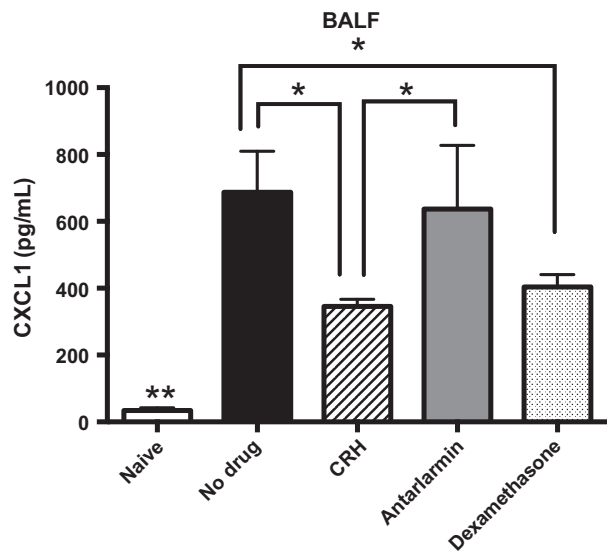 BALF
*
* *
1000
800
600
400
200
0
CXCL1 (pg/mL)
**
Naive
No drug
CRH
Antarlarmin
Dexamethasone